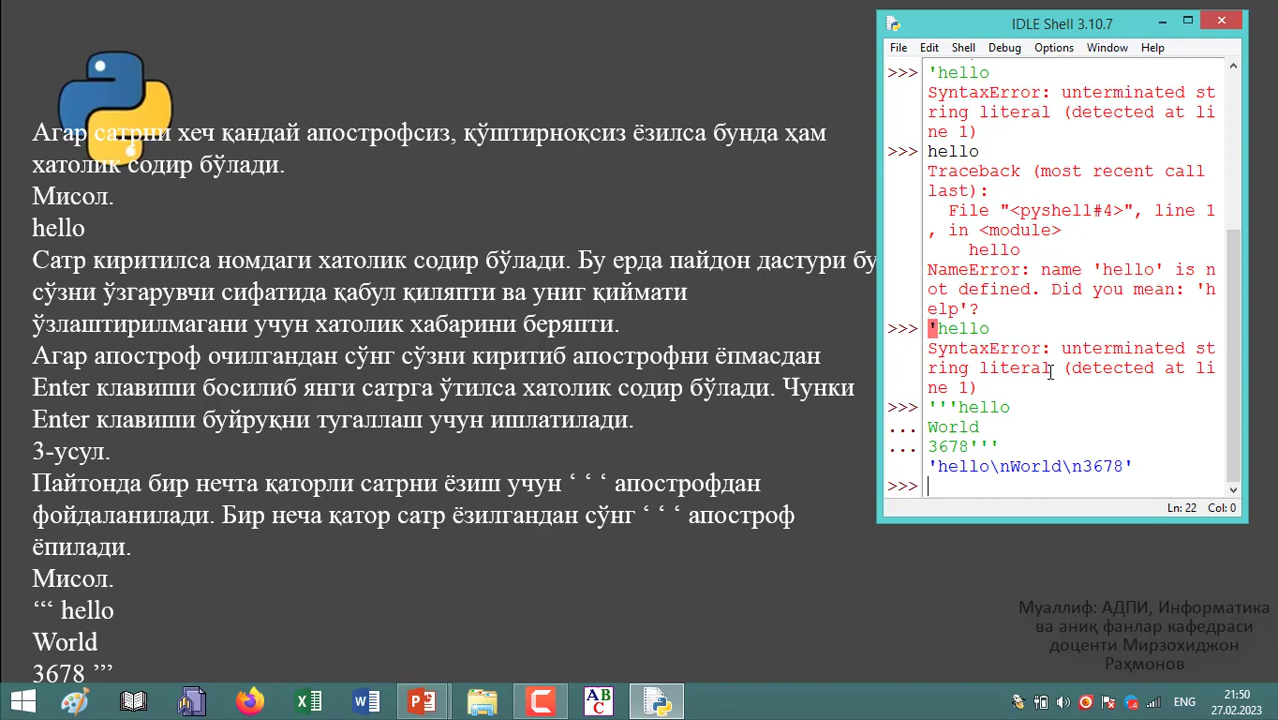 Агар сатрни хеч қандай апострофсиз, қўштирноқсиз ёзилса бунда ҳам
хатолик содир бўлади.
Мисол.
hello
Сатр киритилса номдаги хатолик содир бўлади. Бу ерда пайдон дастури бу
сўзни ўзгарувчи сифатида қабул қиляпти ва униг қиймати
ўзлаштирилмагани учун хатолик хабарини беряпти.
Агар апостроф очилгандан сўнг сўзни киритиб апострофни ёпмасдан
Enter клавиши босилиб янги сатрга ўтилса хатолик содир бўлади. Чунки
Enter клавиши буйруқни тугаллаш учун ишлатилади.
3-усул.
Пайтонда бир нечта қаторли сатрни ёзиш учун ‘ ‘ ‘ апострофдан
фойдаланилади. Бир неча қатор сатр ёзилгандан сўнг ‘ ‘ ‘ апостроф
ёпилади.
Мисол.
‘‘‘ hello
World
3678 ’’’
IDLE Shell 3.10.7
File Edit Shell Debug Options Window Help
>>> 'hello
SyntaxError: unterminated st
ring literal (detected at li
ne 1)
>>> hello
Traceback (most recent call
last):
File "<pyshell#4>", line 1
, in <module>
hello
NameError: name 'hello' is n
ot defined. Did you mean: 'h
elp'?
>>> 'hello
SyntaxError: unterminated st
ring literal (detected at li
ne 1)
>>> '''hello
... World
... 3678'''
'hello\nWorld\n3678'
>>>
Ln: 22 Col: 0
Муаллиф: АДПИ, Информатика
ва аниқ фанлар кафедраси
доценти Мирзохиджон
Раҳмонов
ABC
ENG
21:50
27.02.2023